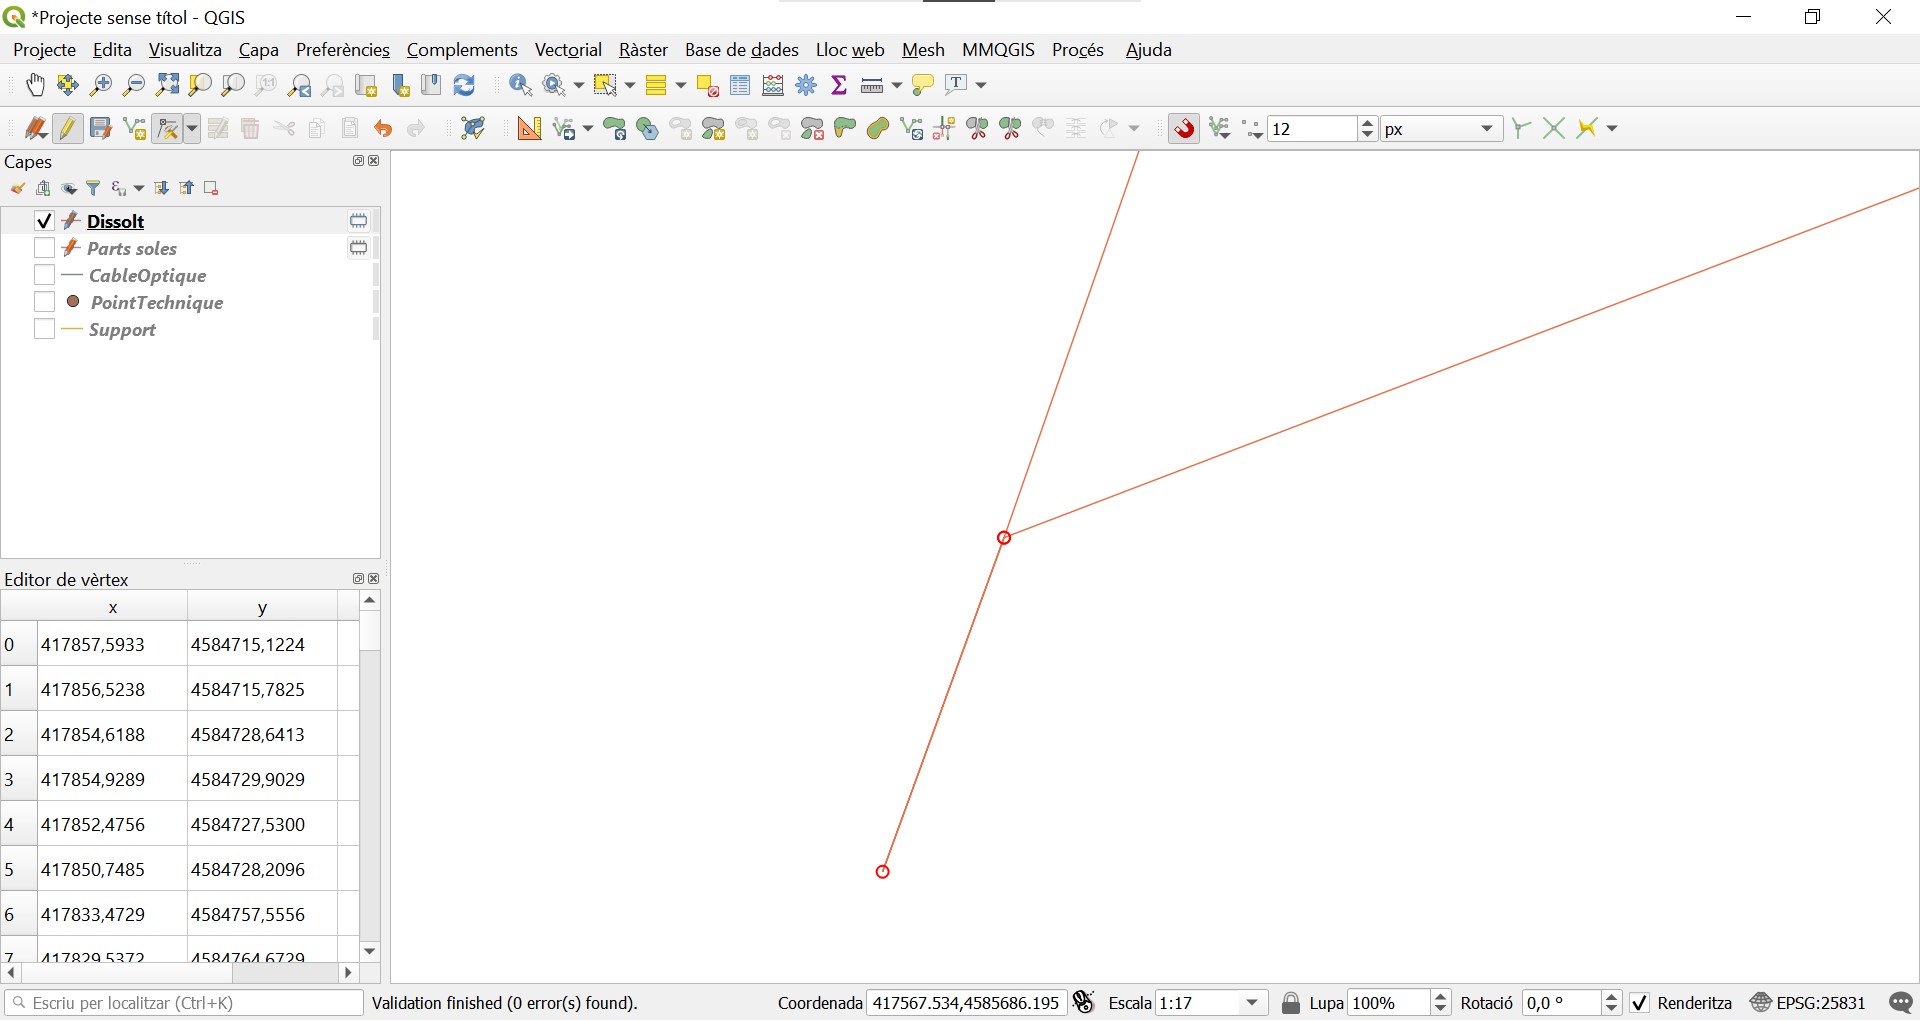 *Projecte sense títol - QGIS
Projecte Edita Visualitza Capa Preferències Complements Vectorial Ràster Base de dades Lloc web Mesh MMQGIS Procés Ajuda
12 px
Capes
Dissolt
Parts soles
CableOptique
PointTechnique
Support
Editor de vèrtex
x y
0 417857,5933 4584715,1224
1 417856,5238 4584715,7825
2 417854,6188 4584728,6413
3 417854,9289 4584729,9029
4 417852,4756 4584727,5300
5 417850,7485 4584728,2096
6 417833,4729 4584757,5556
7 417829,5372 4584764,6729
Escriu per localitzar (Ctrl+K) Validation finished (0 error(s) found). Coordenada 417567.534,4585686.195 Escala 1:17 Lupa 100% Rotació 0,0 ° Renderitza EPSG:25831